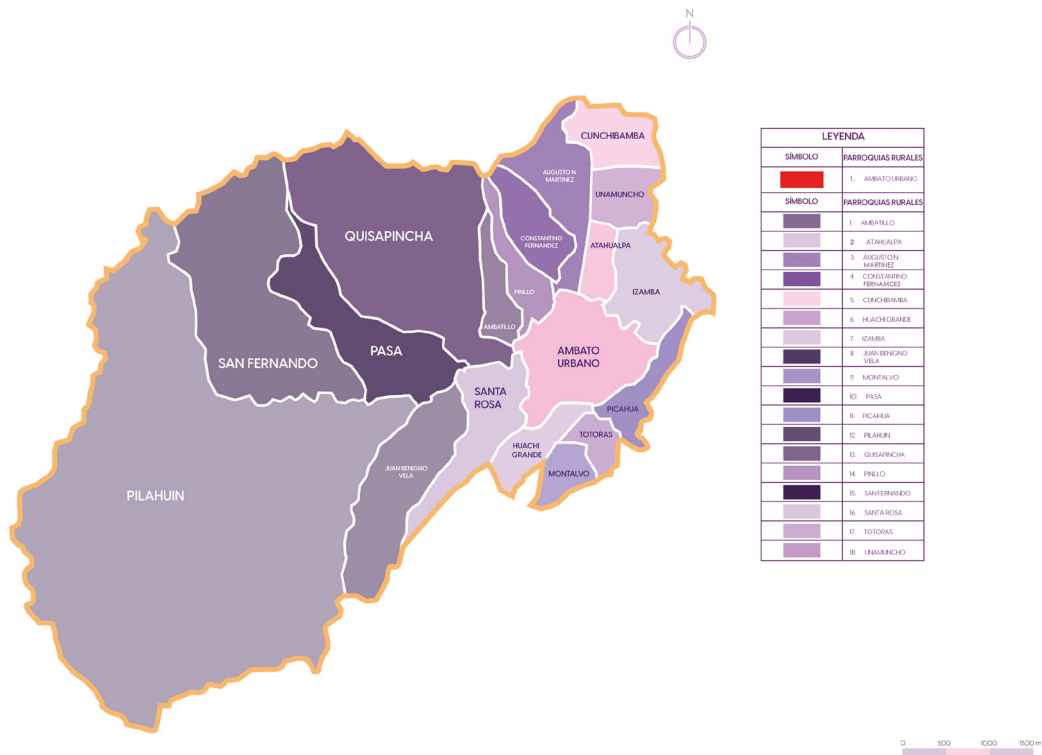 N
CUNCHIBAMBA
AUGUSTO N.
MARTINEZ
UNAMUNCHO
QUISAPINCHA
CONSTANTINO
FERNANDEZ
ATAHUALPA
PINLLO
IZAMBA
AMBATILLO
PASA
AMBATO
URBANO
SAN FERNANDO
SANTA
ROSA
PICAHUA
TOTORAS
HUACHI
GRANDE
JUAN BENIGNO
VELA
MONTALVO
PILAHUIN
LEYENDA
SÍMBOLO PARROQUIAS RURALES
1. AMBATO URBANO
SÍMBOLO PARROQUIAS RURALES
1. AMBATILLO
2. ATAHUALPA
3. AUGUSTO N.
MARTINEZ
4. CONSTANTINO
FERNAMDEZ
5. CUNCHIBAMBA
6. HUACHI GRANDE
7. IZAMBA
8. JUAN BENIGNO
VELA
9. MONTALVO
10. PASA
11. PICAHUA
12. PILAHUIN
13. QUISAPINCHA
14. PINLLO
15. SAN FERNANDO
16. SANTA ROSA
17. TOTORAS
18. UNAMUNCHO
0 500 1000 1500 m